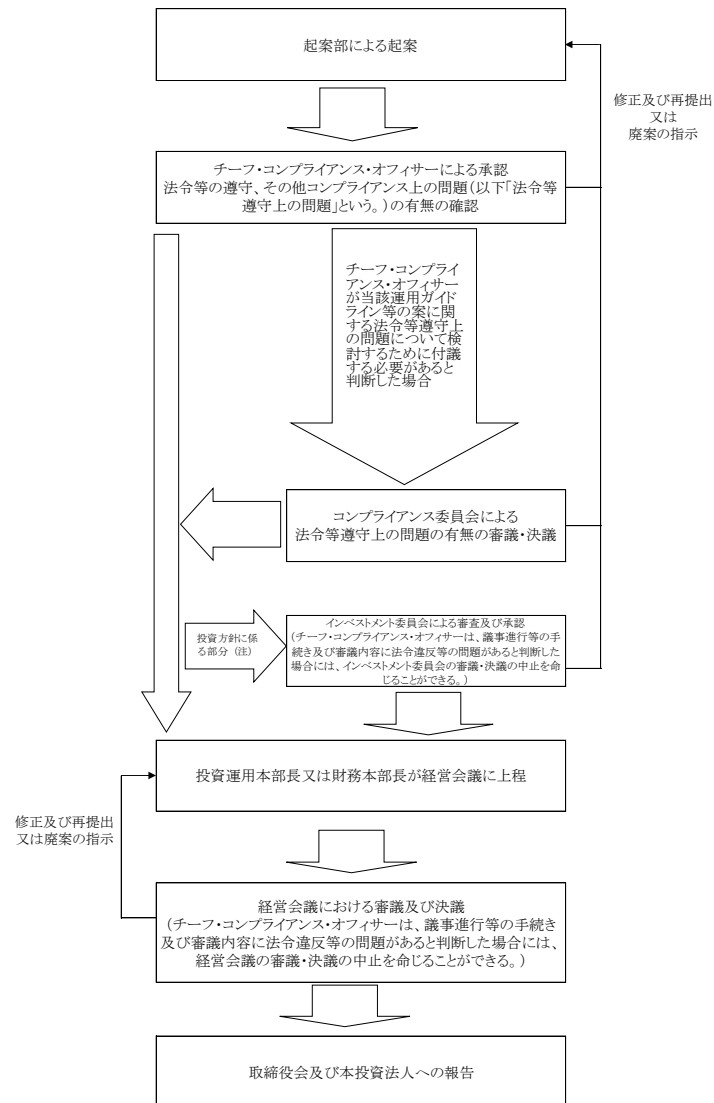 起案部による起案
修正及び再提出
又は
廃案の指示
チーフ・コンプライアンス・オフィサーによる承認
法令等の遵守、その他コンプライアンス上の問題(以下「法令等
遵守上の問題」という。)の有無の確認
チーフ・コンプライ
アンス・オフィサー
が当該運用ガイド
ライン等の案に関
する法令等遵守上
の問題について検
討するために付議
する必要があると
判断した場合
コンプライアンス委員会による
法令等遵守上の問題の有無の審議・決議
投資方針に係
る部分 (注)
インベストメント委員会による審査及び承認
(チーフ・コンプライアンス・オフィサーは、議事進行等の手
続き及び審議内容に法令違反等の問題があると判断した
場合には、インベストメント委員会の審議・決議の中止を命
じることができる。)
投資運用本部長又は財務本部長が経営会議に上程
修正及び再提出
又は廃案の指示
経営会議における審議及び決議
(チーフ・コンプライアンス・オフィサーは、議事進行等の手続き
及び審議内容に法令違反等の問題があると判断した場合には、
経営会議の審議・決議の中止を命じることができる。)
取締役会及び本投資法人への報告